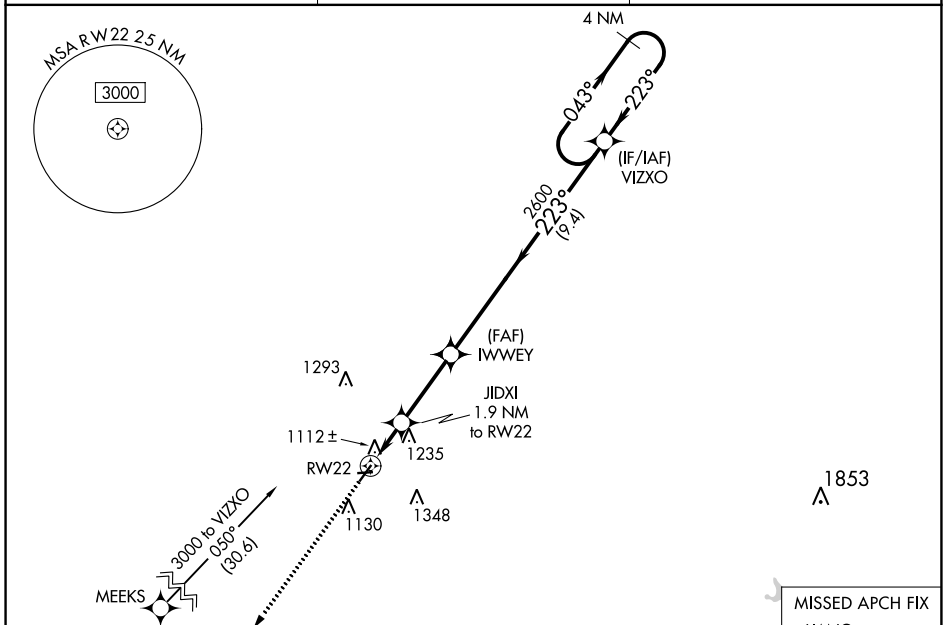 MSA RW22 25 NM
3000
4 NM
043°
223°
(IF/IAF)
VIZXO
2600
223°
(9.4)
(FAF)
IWWEY
1293
JIDXI
1.9 NM
to RW22
1112 ±
1235
RW22
1853
1130
1348
3000 to VIZXO
050°
(30.6)
MEEKS
MISSED APCH FIX